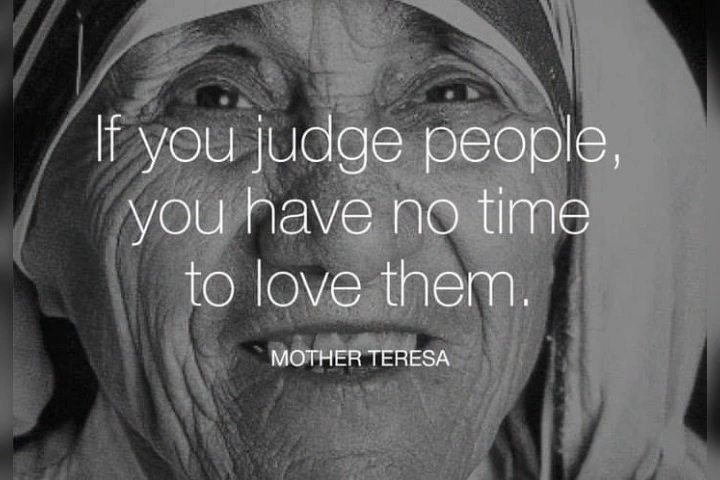 If you judge people,
you have no time
to love them.
MOTHER TERESA